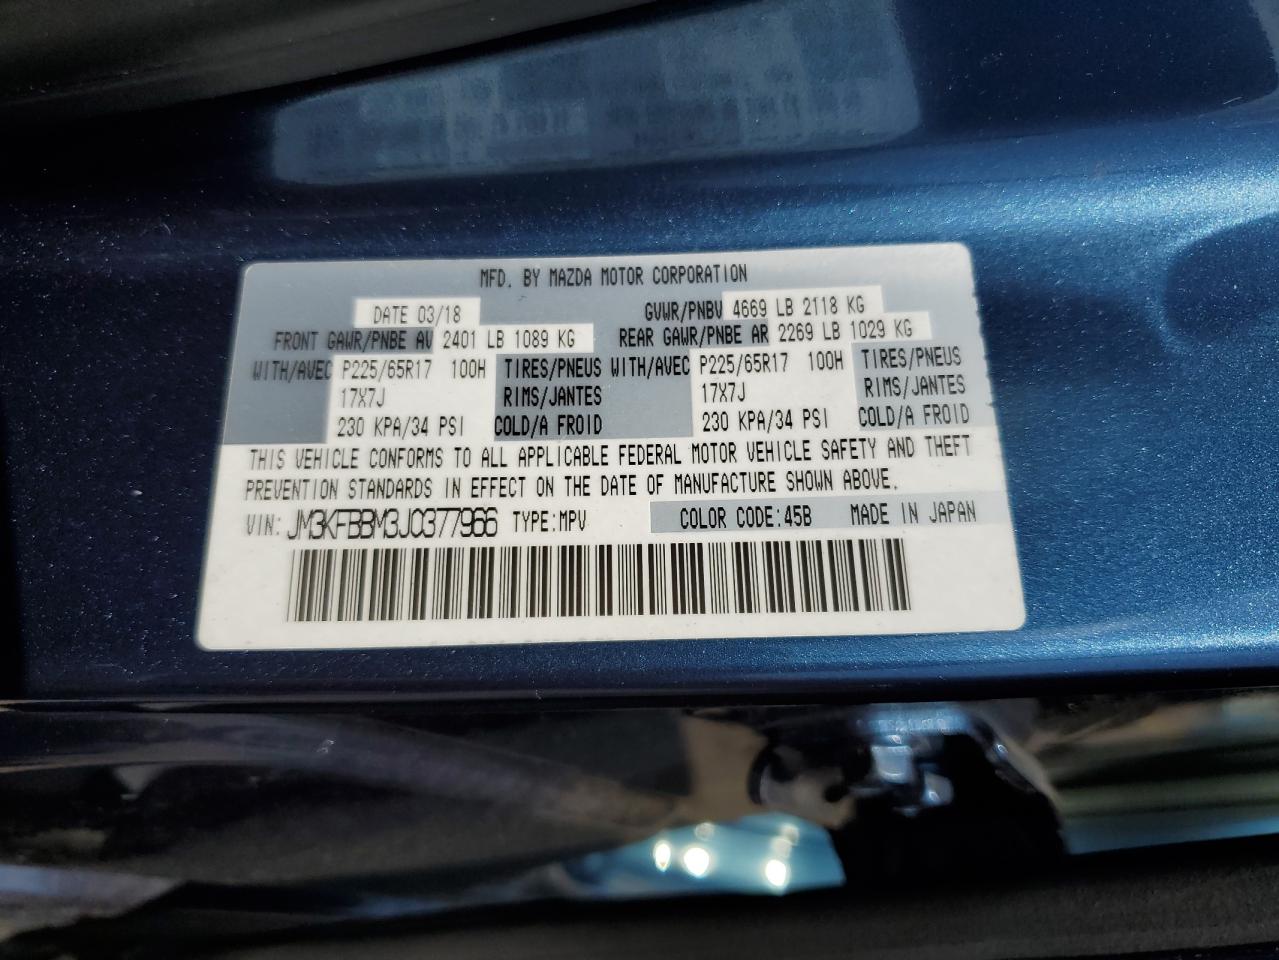 MFD. BY MAZDA MOTOR CORPORATION
DATE 03/18 GVWR/PNBV 4669 LB 2118 KG
FRONT GAWR/PNBE AV 2401 LB 1089 KG REAR GAWR/PNBE AR 2269 LB 1029 KG
WITH/AVEC P225/65R17 100H TIRES/PNEUS WITH/AVEC P225/65R17 100H TIRES/PNEUS
17X7J RIMS/JANTES 17X7J RIMS/JANTES
230 KPA/34 PSI COLD/A FROID 230 KPA/34 PSI COLD/A FROID
THIS VEHICLE CONFORMS TO ALL APPLICABLE FEDERAL MOTOR VEHICLE SAFETY AND THEFT
PREVENTION STANDARDS IN EFFECT ON THE DATE OF MANUFACTURE SHOWN ABOVE.
VIN: JM3KFBBM3J0377966 TYPE:MPV COLOR CODE:45B MADE IN JAPAN